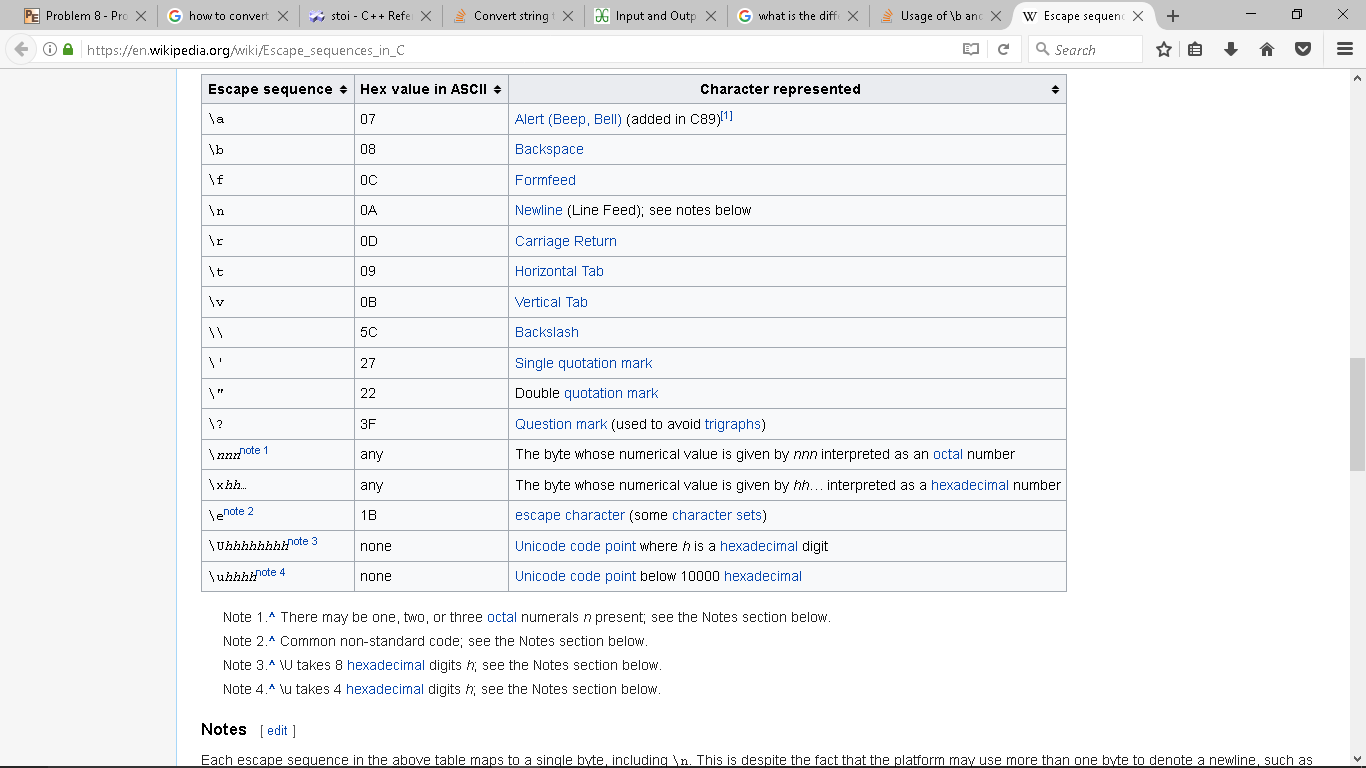 Problem 8 - Pro
how to convert
stoi - C++ Refe
Convert string t
Input and Outp
what is the diffe
Usage of \b and
Escape sequenc
https://en.wikipedia.org/wiki/Escape_sequences_in_C
Search
Escape sequence Hex value in ASCII Character represented
\a 07 Alert (Beep, Bell) (added in C89)[1]
\b 08 Backspace
\f 0C Formfeed
\n 0A Newline (Line Feed); see notes below
\r 0D Carriage Return
\t 09 Horizontal Tab
\v 0B Vertical Tab
\\ 5C Backslash
\' 27 Single quotation mark
\" 22 Double quotation mark
\? 3F Question mark (used to avoid trigraphs)
\nnn note 1 any The byte whose numerical value is given by nnn interpreted as an octal number
\xhh… any The byte whose numerical value is given by hh… interpreted as a hexadecimal number
\e note 2 1B escape character (some character sets)
\Uhhhhhhhh note 3 none Unicode code point where h is a hexadecimal digit
\uhhhh note 4 none Unicode code point below 10000 hexadecimal
Note 1.^ There may be one, two, or three octal numerals n present; see the Notes section below.
Note 2.^ Common non-standard code; see the Notes section below.
Note 3.^ \U takes 8 hexadecimal digits h; see the Notes section below.
Note 4.^ \u takes 4 hexadecimal digits h; see the Notes section below.
Notes [ edit ]
Each escape sequence in the above table maps to a single byte, including \n. This is despite the fact that the platform may use more than one byte to denote a newline, such as